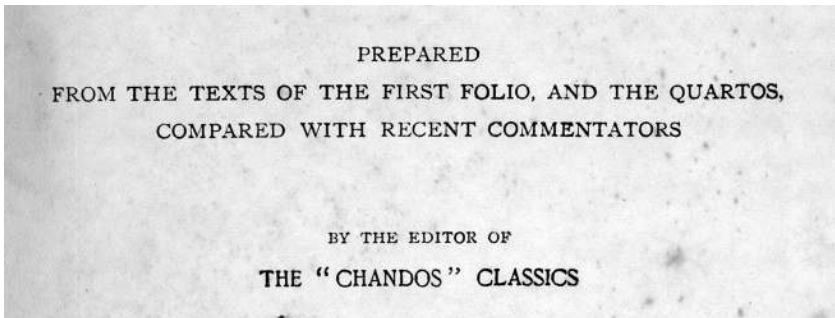 PREPARED
FROM THE TEXTS OF THE FIRST FOLIO, AND THE QUARTOS,
COMPARED WITH RECENT COMMENTATORS
BY THE EDITOR OF
THE "CHANDOS" CLASSICS